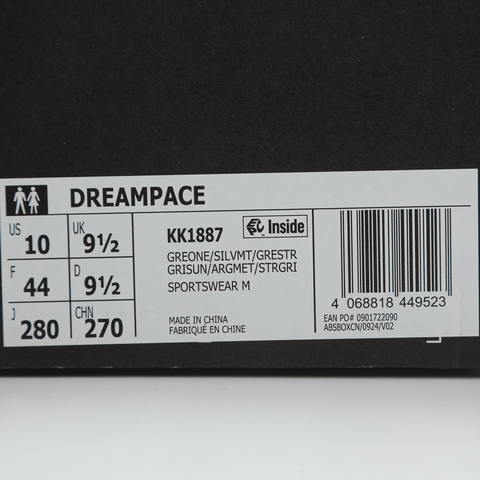 DREAMPACE
US 10
UK 9½
F 44
D 9½
J 280
CHN 270
KK1887
Inside
GREONE/SILVMT/GRESTR
GRISUN/ARGMET/STRGRI
SPORTSWEAR M
MADE IN CHINA
FABRIQUÉ EN CHINE
4 068818 449523
EAN PO# 0901722090
ABSBOXCN/0924/V02